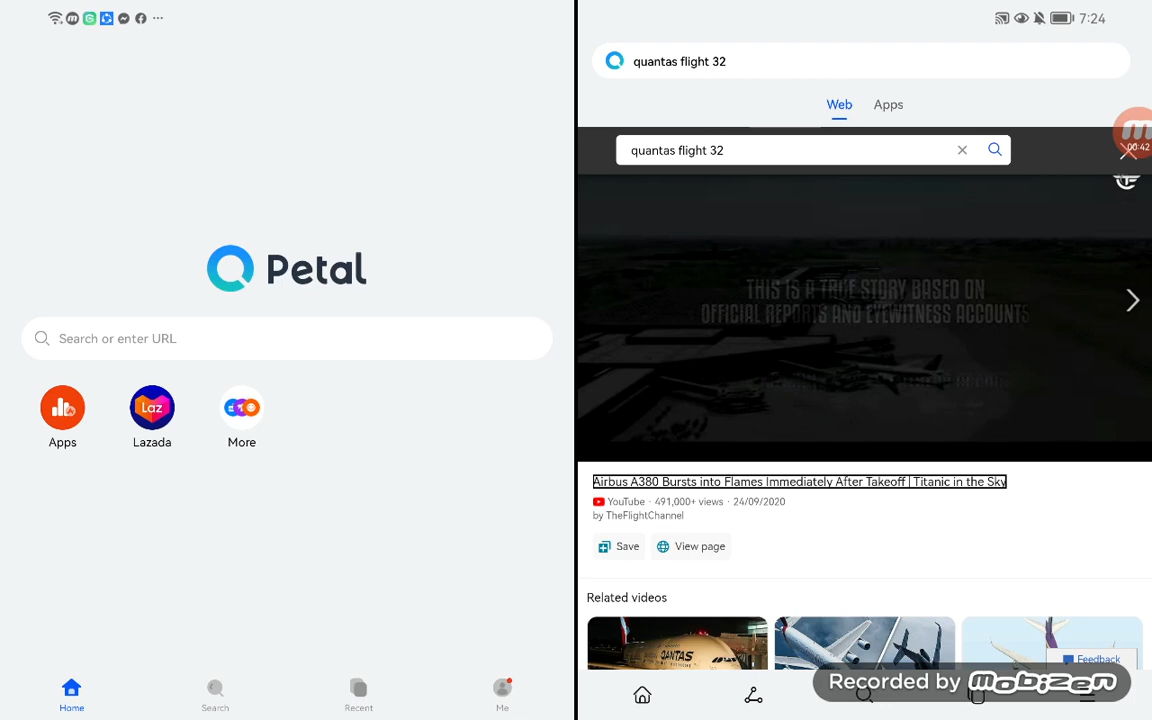 Petal
Search or enter URL
Apps
Laz
Lazada
More
Home
Search
Recent
Me
7:24
quantas flight 32
Web
Apps
quantas flight 32
00:42
THIS IS A TRUE STORY BASED ON
OFFICIAL REPORTS AND EYEWITNESS ACCOUNTS
Airbus A380 Bursts into Flames Immediately After Takeoff | Titanic in the Sky
YouTube · 491,000+ views · 24/09/2020
by TheFlightChannel
Save
View page
Related videos
QANTAS
Feedback
Recorded by mobizen